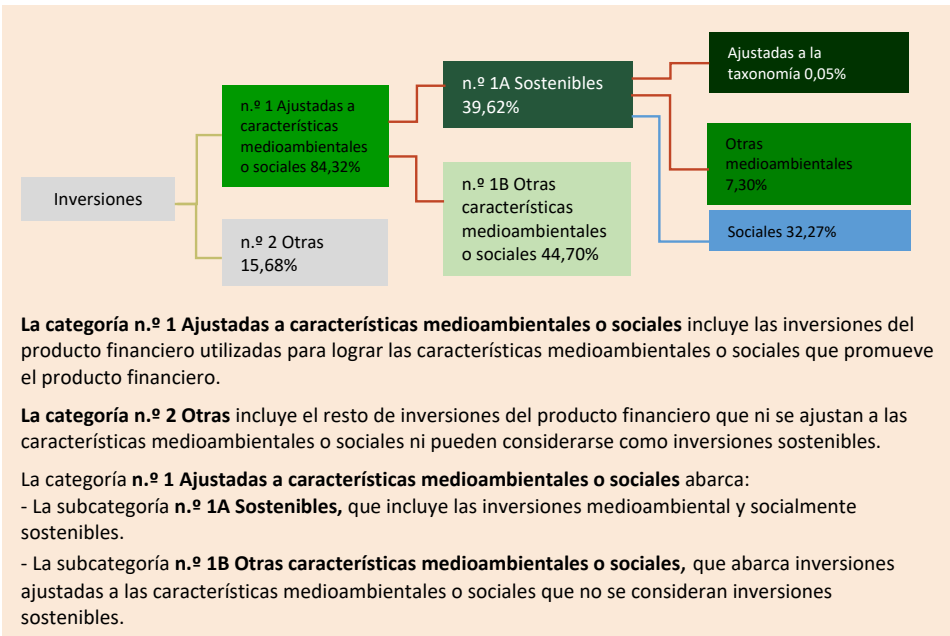 Inversiones
n.º 1 Ajustadas a
características
medioambientales
o sociales 84,32%
n.º 2 Otras
15,68%
n.º 1A Sostenibles
39,62%
n.º 1B Otras
características
medioambientales
o sociales 44,70%
Ajustadas a la
taxonomía 0,05%
Otras
medioambientales
7,30%
Sociales 32,27%
La categoría n.º 1 Ajustadas a características medioambientales o sociales incluye las inversiones del
producto financiero utilizadas para lograr las características medioambientales o sociales que promueve
el producto financiero.
La categoría n.º 2 Otras incluye el resto de inversiones del producto financiero que ni se ajustan a las
características medioambientales o sociales ni pueden considerarse como inversiones sostenibles.
La categoría n.º 1 Ajustadas a características medioambientales o sociales abarca:
- La subcategoría n.º 1A Sostenibles, que incluye las inversiones medioambiental y socialmente
sostenibles.
- La subcategoría n.º 1B Otras características medioambientales o sociales, que abarca inversiones
ajustadas a las características medioambientales o sociales que no se consideran inversiones
sostenibles.